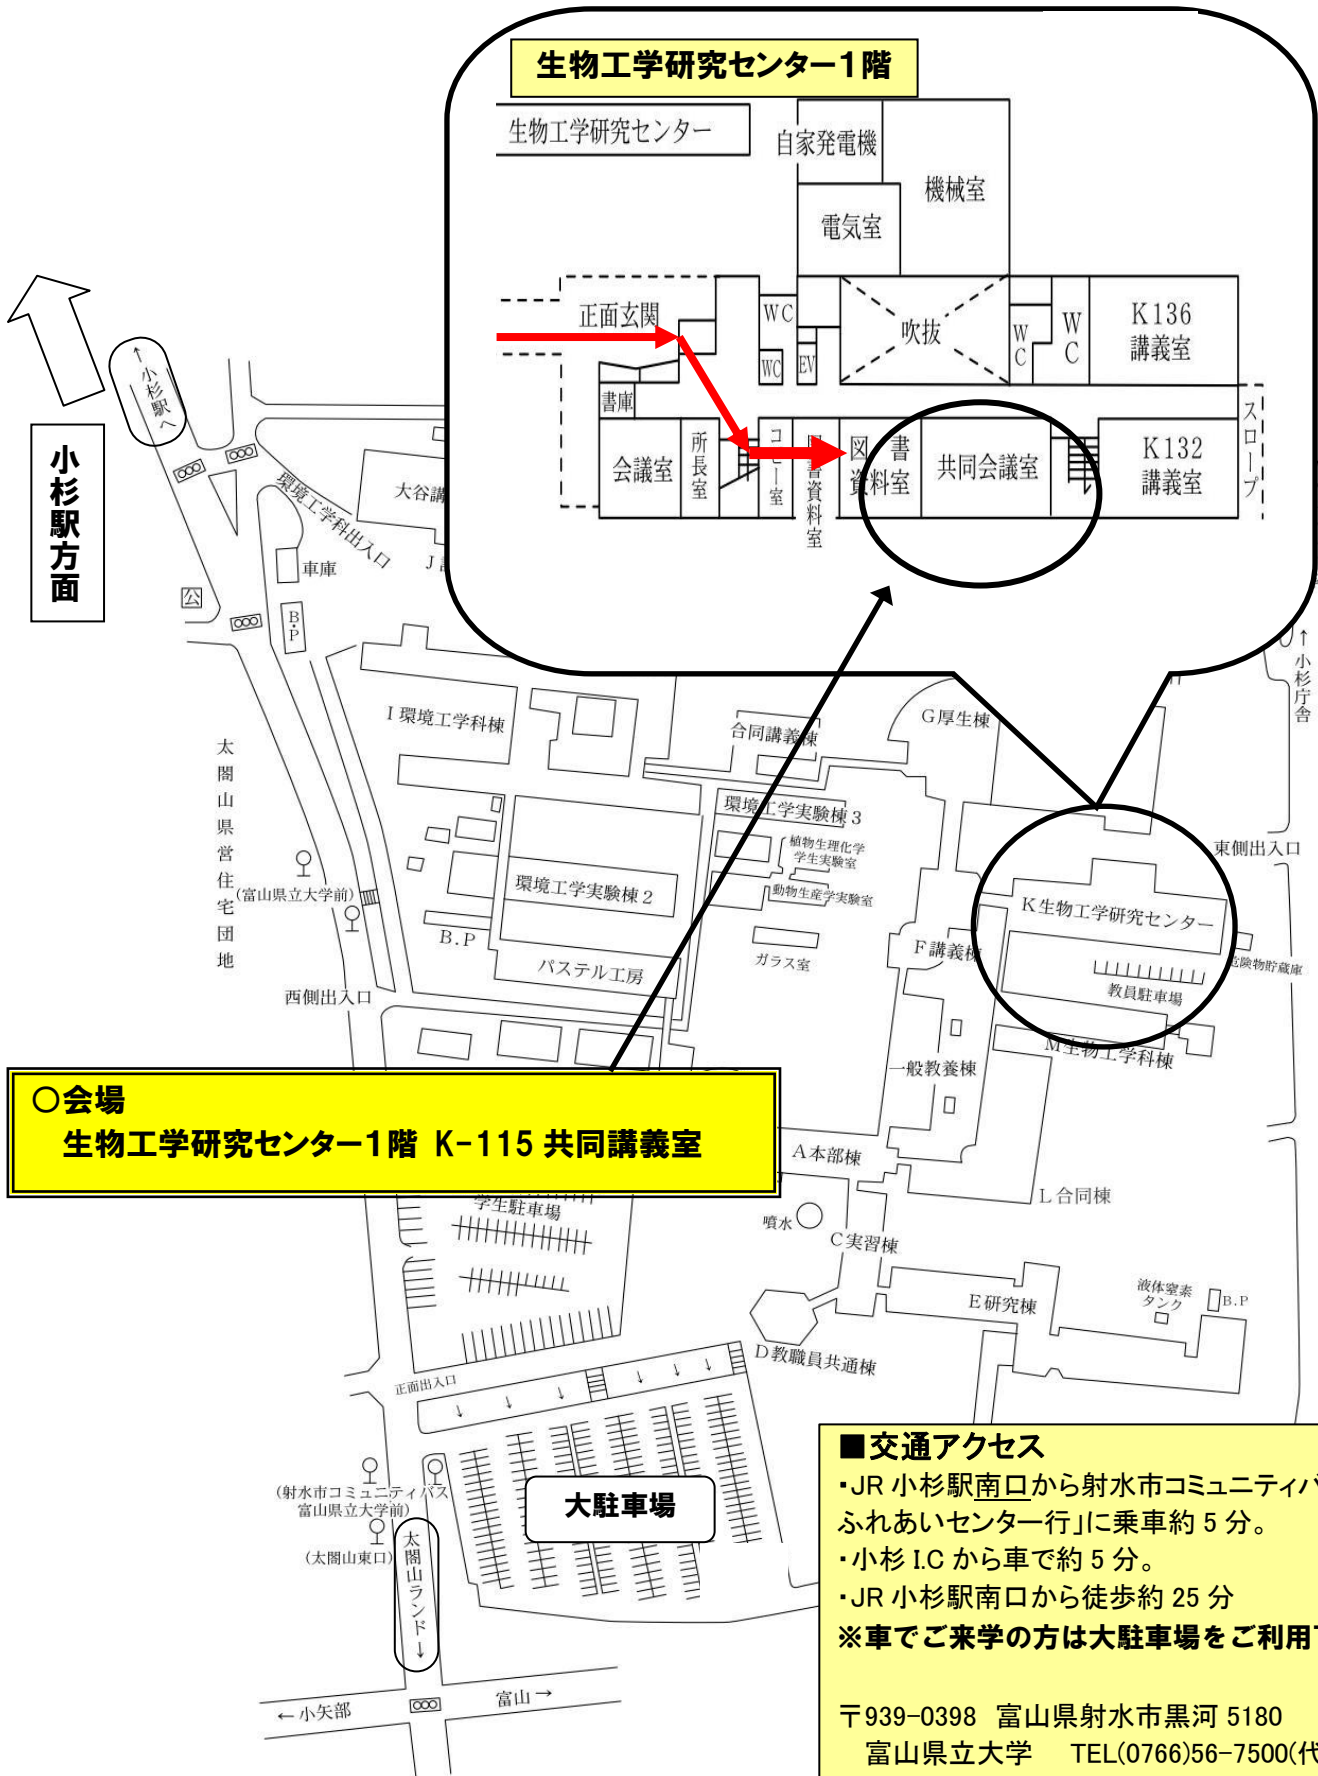 生物工学研究センター1階
生物工学研究センター
自家発電機
機械室
電気室
正面玄関
WC
WC
EV
吹抜
WC
WC
K136
講義室
書庫
会議室
所長室
コピー室
図書資料室
図書
資料室
共同会議室
K132
講義室
スロープ
↑小杉駅へ
小杉駅方面
環境工学科出入口
大谷講
J
車庫
公
B.P
↑小杉庁舎
I環境工学科棟
合同講義棟
G厚生棟
太閤山県営住宅団地
環境工学実験棟3
植物生理化学
学生実験室
動物生産学実験室
東側出入口
(富山県立大学前)
環境工学実験棟2
K生物工学研究センター
B.P
F講義棟
パステル工房
ガラス室
危険物貯蔵庫
教員駐車場
西側出入口
M生物工学科棟
一般教養棟
○会場
生物工学研究センター1階 K-115 共同講義室
A本部棟
L合同棟
学生駐車場
噴水
C実習棟
液体窒素
タンク
B.P
E研究棟
D教職員共通棟
正面出入口
(射水市コミュニティバス
富山県立大学前)
(太閤山東口)
太閤山ランド↓
大駐車場
←小矢部
富山→
■交通アクセス
・JR 小杉駅南口から射水市コミュニティバ
ふれあいセンター行」に乗車約 5 分。
・小杉 I.C から車で約 5 分。
・JR 小杉駅南口から徒歩約 25 分
※車でご来学の方は大駐車場をご利用
〒939-0398 富山県射水市黒河 5180
富山県立大学 TEL(0766)56-7500(代